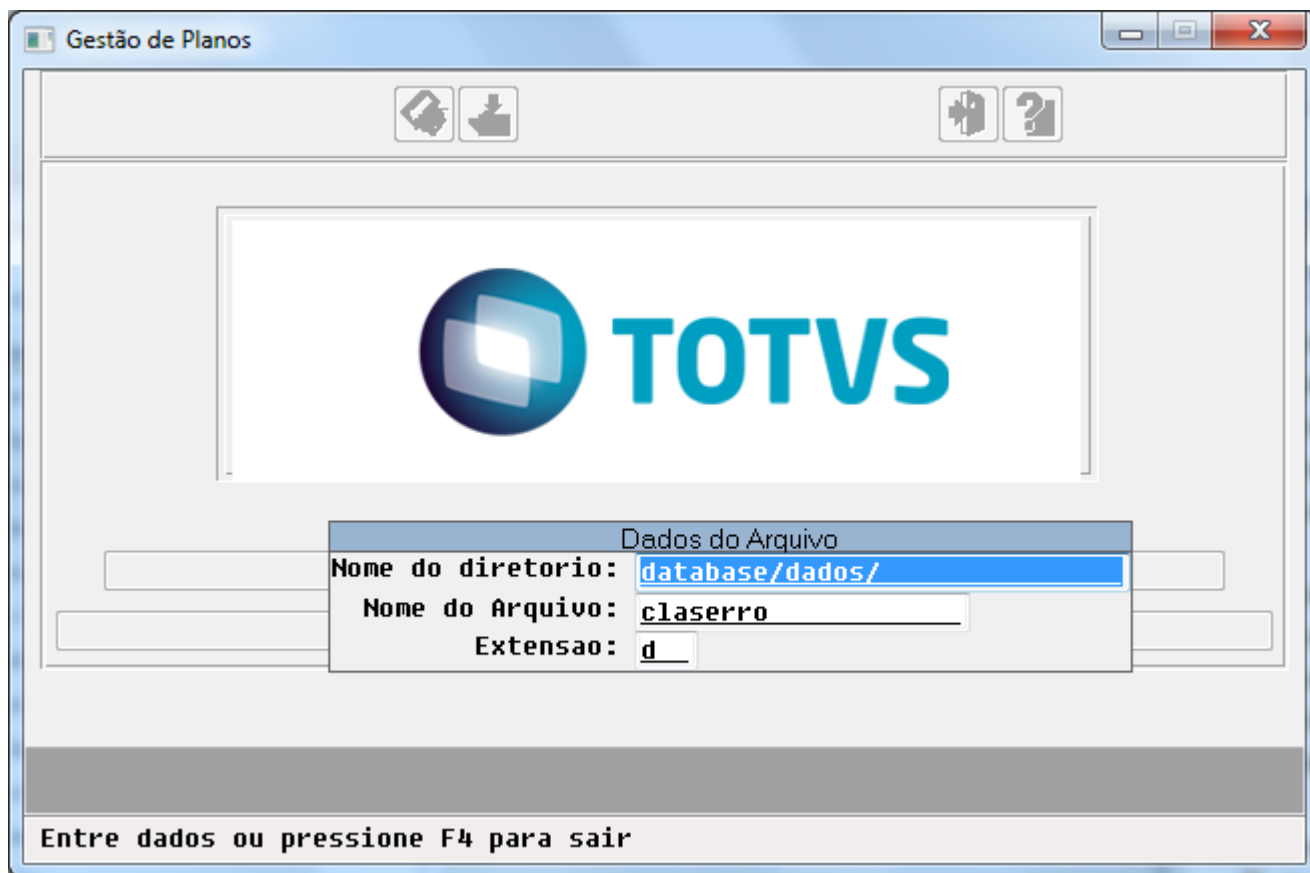 Gestão de Planos
TOTVS
Dados do Arquivo
Nome do diretorio: database/dados/
Nome do Arquivo: claserro
Extensao: d
Entre dados ou pressione F4 para sair